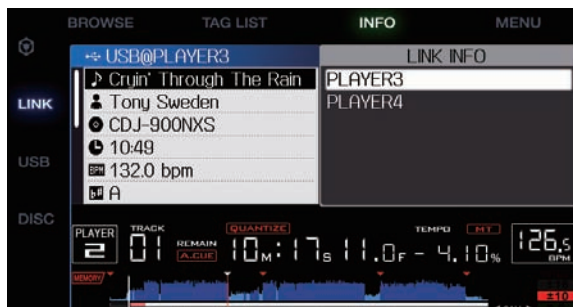 BROWSE TAG LIST INFO MENU
USB@PLAYER3 LINK INFO
Cryin' Through The Rain PLAYER3
Tony Sweden PLAYER4
LINK
CDJ-900NXS
10:49
USB
BPM 132.0 bpm
A
DISC
PLAYER TRACK QUANTIZE TEMPO MT
2 01 REMAIN A.CUE 10M:17S 11.0F -4.10% 126.5 BPM
MEMORY
±10